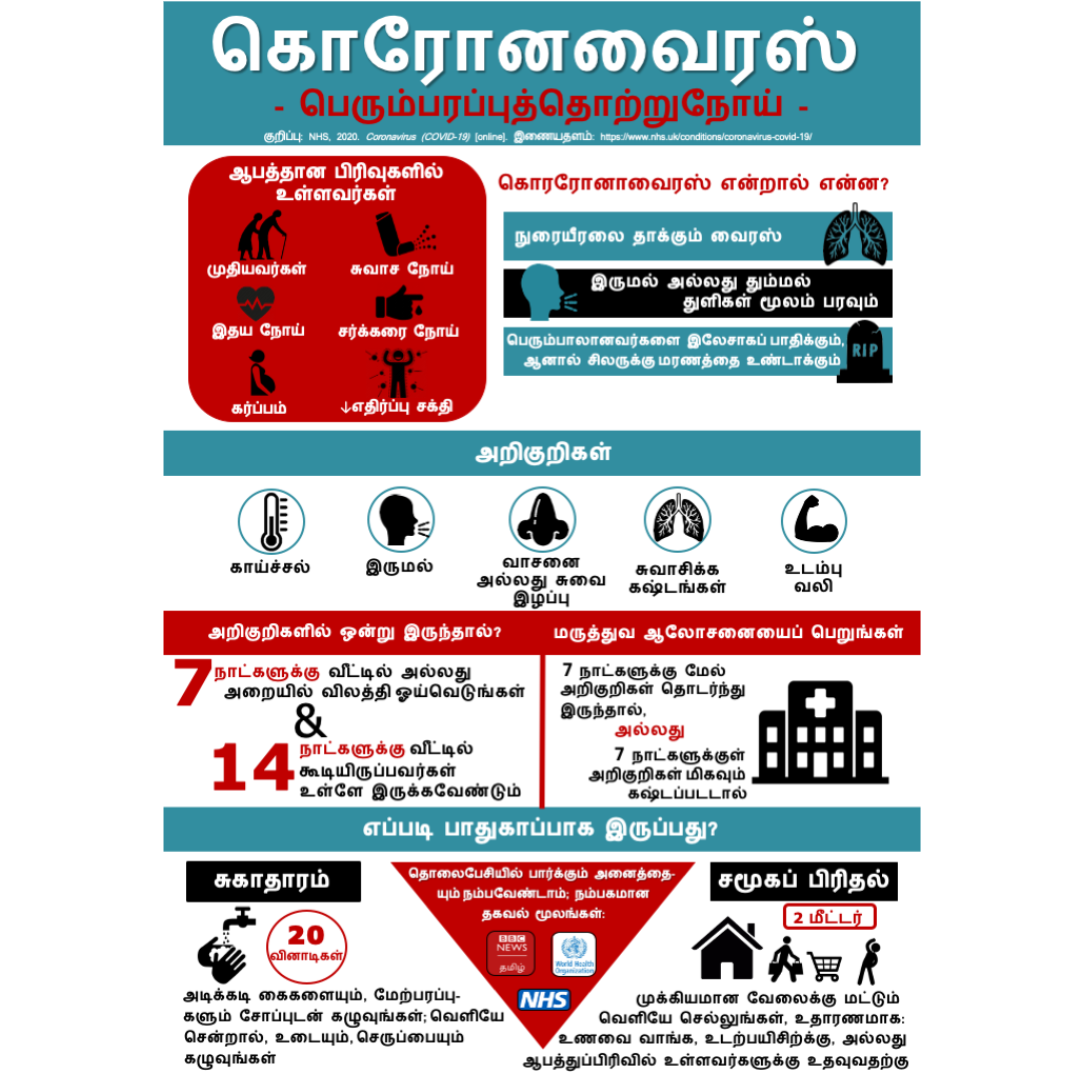 கொரோனவைரஸ்
- பெரும்பரப்புத்தொற்றுநோய் -
குறிப்பு: NHS, 2020. Coronavirus (COVID-19) [online]. இணையதளம்: https://www.nhs.uk/conditions/coronavirus-covid-19/
ஆபத்தான பிரிவுகளில்
உள்ளவர்கள்
முதியவர்கள்
சுவாச நோய்
இதய நோய்
சர்க்கரை நோய்
கர்ப்பம்
↓எதிர்ப்பு சக்தி
கொரரோனாவைரஸ் என்றால் என்ன?
நுரையீரலை தாக்கும் வைரஸ்
இருமல் அல்லது தும்மல்
துளிகள் மூலம் பரவும்
பெரும்பாலானவர்களை இலேசாகப் பாதிக்கும்,
ஆனால் சிலருக்கு மரணத்தை உண்டாக்கும்
RIP
அறிகுறிகள்
காய்ச்சல்
இருமல்
வாசனை
அல்லது சுவை
இழப்பு
சுவாசிக்க
கஷ்டங்கள்
உடம்பு
வலி
அறிகுறிகளில் ஒன்று இருந்தால்?
7 நாட்களுக்கு வீட்டில் அல்லது
அறையில் விலத்தி ஓய்வெடுங்கள்
&
14 நாட்களுக்கு வீட்டில்
கூடியிருப்பவர்கள்
உள்ளே இருக்கவேண்டும்
மருத்துவ ஆலோசனையைப் பெறுங்கள்
7 நாட்களுக்கு மேல்
அறிகுறிகள் தொடர்ந்து
இருந்தால்,
அல்லது
7 நாட்களுக்குள்
அறிகுறிகள் மிகவும்
கஷ்டப்படடால்
எப்படி பாதுகாப்பாக இருப்பது?
சுகாதாரம்
20
வினாடிகள்
அடிக்கடி கைகளையும், மேற்பரப்பு-
களும் சோப்புடன் கழுவுங்கள்; வெளியே
சென்றால், உடையும், செருப்பையும்
கழுவுங்கள்
தொலைபேசியில் பார்க்கும் அனைத்தை-
யும் நம்பவேண்டாம்; நம்பகமான
தகவல் மூலங்கள்:
BBC
NEWS
தமிழ்
World Health
Organization
NHS
சமூகப் பிரிதல்
2 மீட்டர்
முக்கியமான வேலைக்கு மட்டும்
வெளியே செல்லுங்கள், உதாரணமாக:
உணவை வாங்க, உடற்பயிசிற்க்கு, அல்லது
ஆபத்துப்பிரிவில் உள்ளவர்களுக்கு உதவுவதற்கு